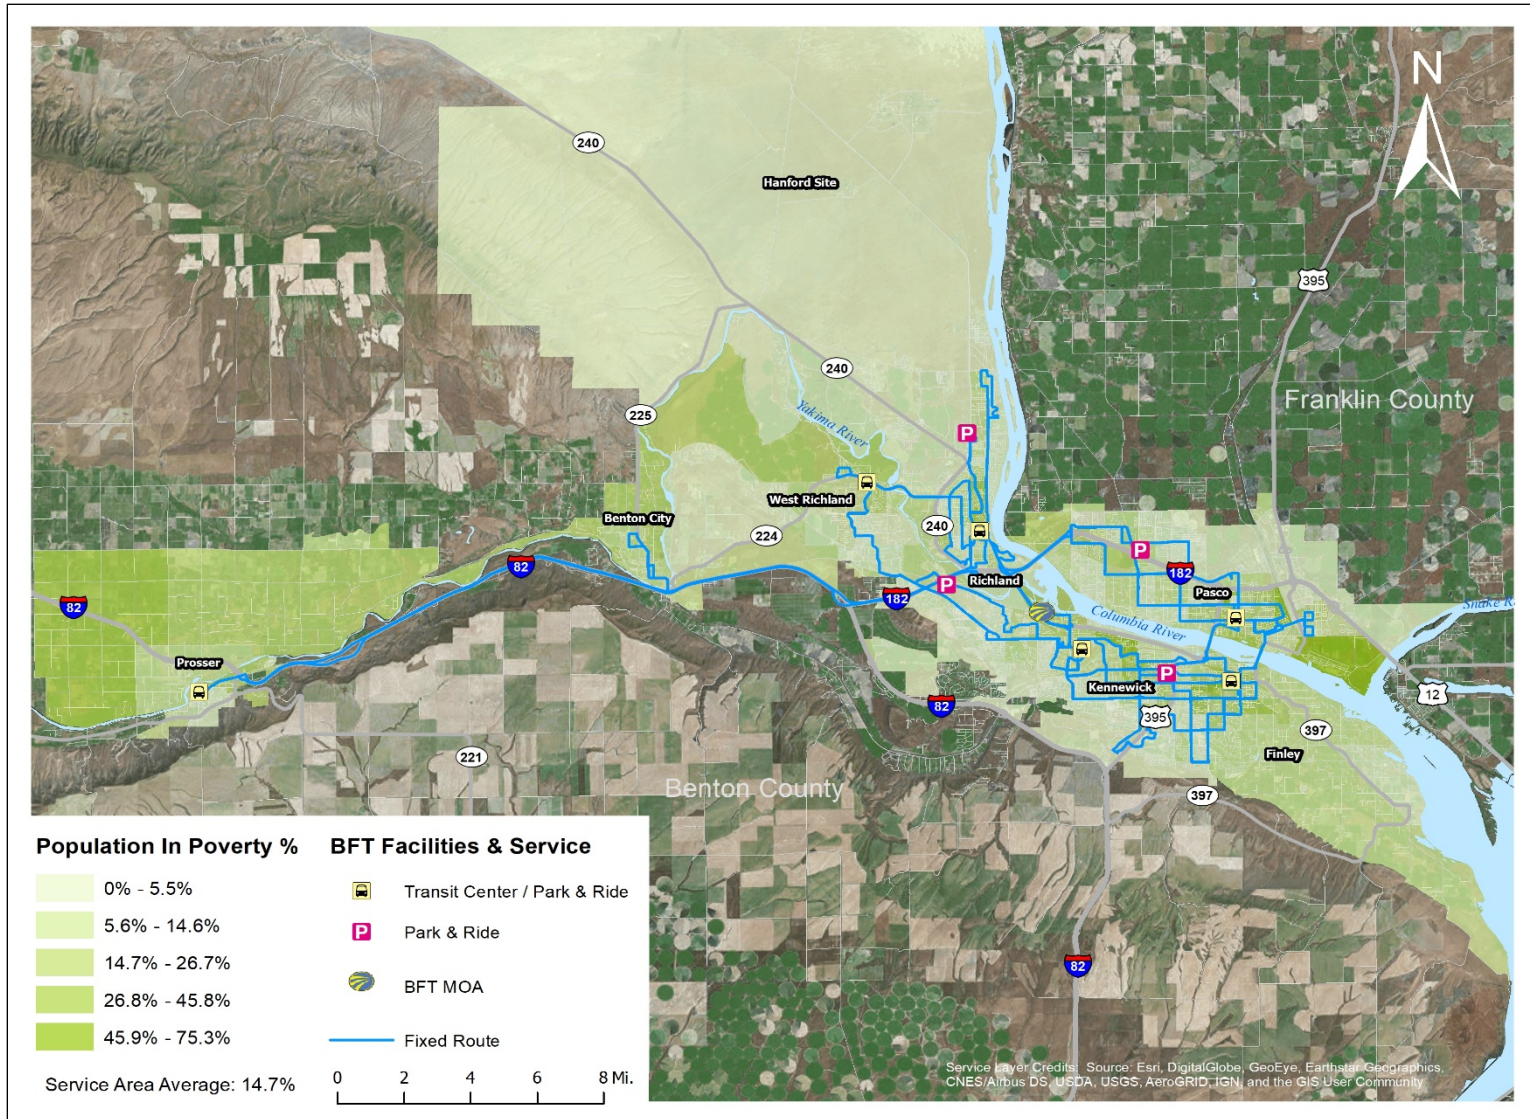 N
240
Hanford Site
395
240
Franklin County
225
Yakima River
P
West Richland
Benton City
240
224
P
82
182
Richland
P
182
82
Pasco
Columbia River
Snake
Prosser
Kennewick
P
12
82
395
397
Finley
221
Benton County
397
82
Population In Poverty %
0% - 5.5%
5.6% - 14.6%
14.7% - 26.7%
26.8% - 45.8%
45.9% - 75.3%
Service Area Average: 14.7%
BFT Facilities & Service
Transit Center / Park & Ride
P Park & Ride
BFT MOA
Fixed Route
0 2 4 6 8 Mi.
Service Layer Credits: Source: Esri, DigitalGlobe, GeoEye, Earthstar Geographics,
CNES/Airbus DS, USDA, USGS, AeroGRID, IGN, and the GIS User Community